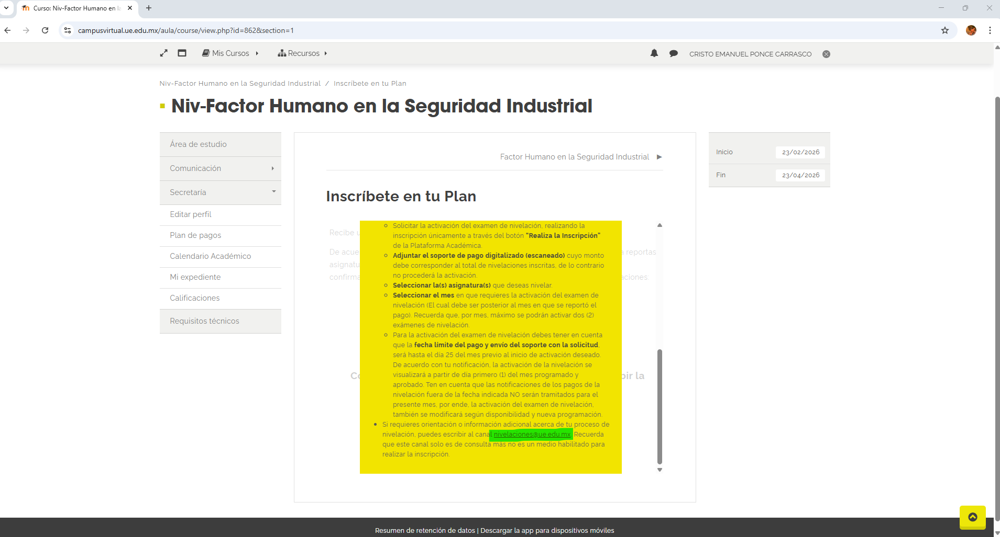 Curso: Niv-Factor Humano en la
campusvirtual.ue.edu.mx/aula/course/view.php?id=862&section=1
Mis Cursos
Recursos
CRISTO EMANUEL PONCE CARRASCO
Niv-Factor Humano en la Seguridad Industrial / Inscríbete en tu Plan
Niv-Factor Humano en la Seguridad Industrial
Área de estudio
Comunicación
Secretaría
Editar perfil
Plan de pagos
Calendario Académico
Mi expediente
Calificaciones
Requisitos técnicos
Factor Humano en la Seguridad Industrial
Inscríbete en tu Plan
Recibe
De acue
reportas
asignatu
confirma
aciones:
Co
bir la
Solicitar la activación del examen de nivelación, realizando la
inscripción únicamente a través del botón “Realiza la Inscripción”
de la Plataforma Académica.
Adjuntar el soporte de pago digitalizado (escaneado) cuyo monto
debe corresponder al total de nivelaciones inscritas, de lo contrario
no procederá la activación.
Seleccionar la(s) asignatura(s) que deseas nivelar.
Seleccionar el mes en que requieres la activación del examen de
nivelación (El cual debe ser posterior al mes en que se reportó el
pago). Recuerda que, por mes, máximo se podrán activar dos (2)
exámenes de nivelación.
Para la activación del examen de nivelación debes tener en cuenta
que la fecha límite del pago y envío del soporte con la solicitud,
será hasta el día 25 del mes previo al inicio de activación deseado.
De acuerdo con tu notificación, la activación de la nivelación se
visualizará a partir de día primero (1) del mes programado y
aprobado. Ten en cuenta que las notificaciones de los pagos de la
nivelación fuera de la fecha indicada NO serán tramitados para el
presente mes, por ende, la activación del examen de nivelación,
también se modificará según disponibilidad y nueva programación.
Si requieres orientación o información adicional acerca de tu proceso de
nivelación, puedes escribir al canal nivelaciones@ue.edu.mx. Recuerda
que este canal solo es de consulta más no es un medio habilitado para
realizar la inscripción.
Inicio 23/02/2026
Fin 23/04/2026
Resumen de retención de datos | Descargar la app para dispositivos móviles